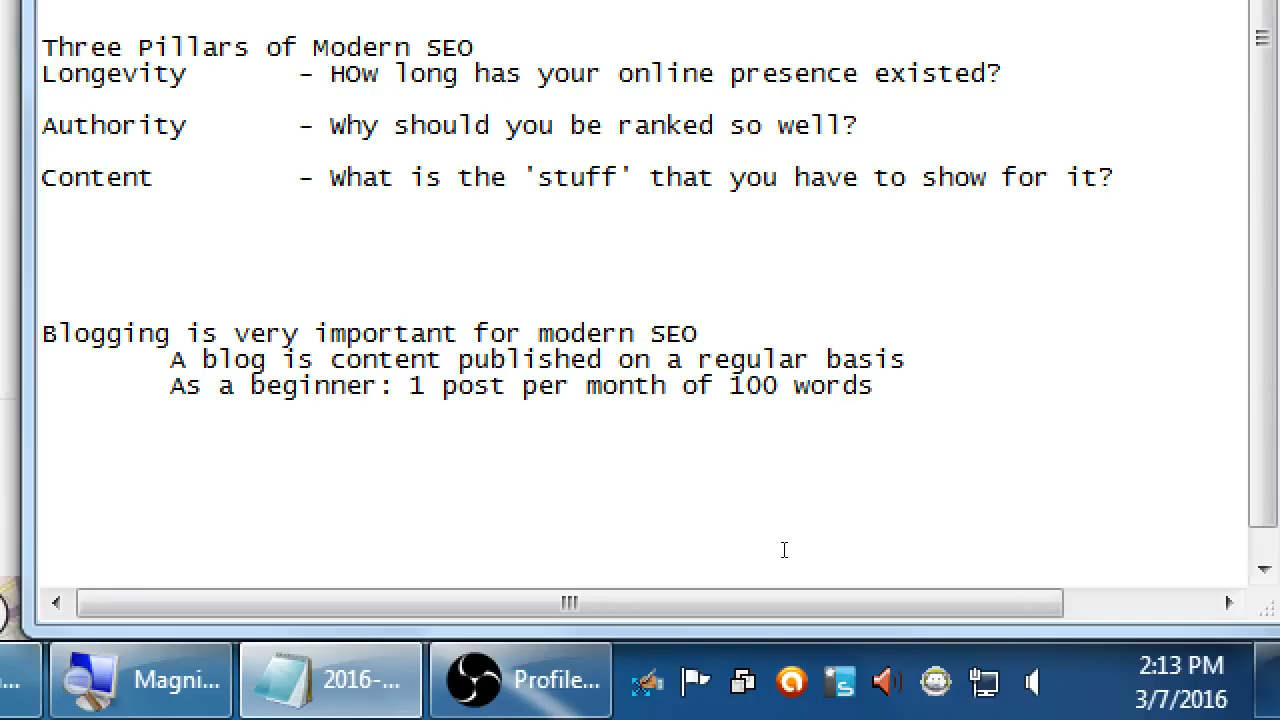 Three Pillars of Modern SEO
Longevity - HOw long has your online presence existed?
Authority - Why should you be ranked so well?
Content - What is the 'stuff' that you have to show for it?
Blogging is very important for modern SEO
A blog is content published on a regular basis
As a beginner: 1 post per month of 100 words
Magni...
2016-...
Profile...
2:13 PM
3/7/2016